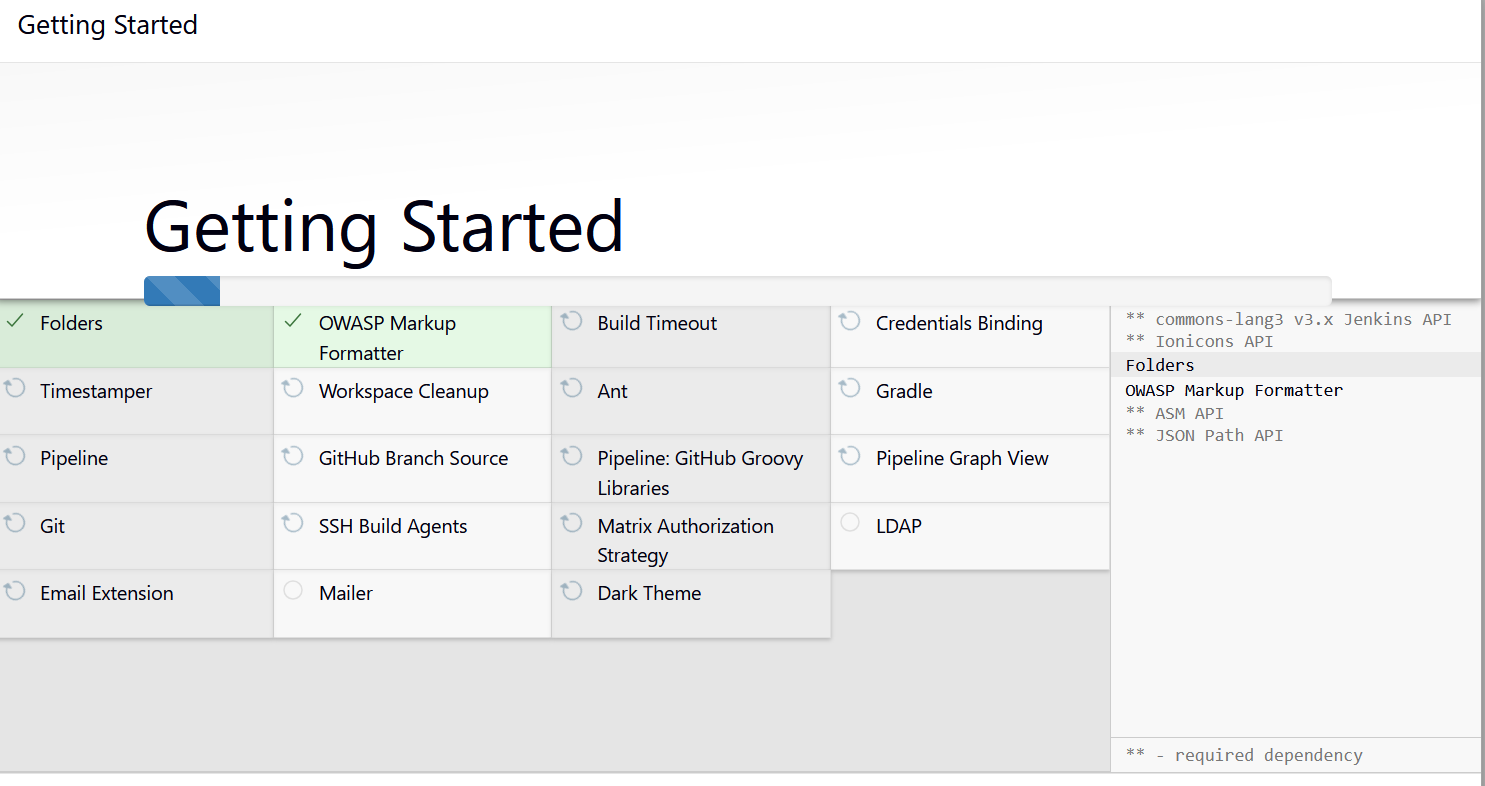 Getting Started
Getting Started
Folders
OWASP Markup
Formatter
Build Timeout
Credentials Binding
Timestamper
Workspace Cleanup
Ant
Gradle
Pipeline
GitHub Branch Source
Pipeline: GitHub Groovy
Libraries
Pipeline Graph View
Git
SSH Build Agents
Matrix Authorization
Strategy
LDAP
Email Extension
Mailer
Dark Theme
** commons-lang3 v3.x Jenkins API
** Ionicons API
Folders
OWASP Markup Formatter
** ASM API
** JSON Path API
** - required dependency